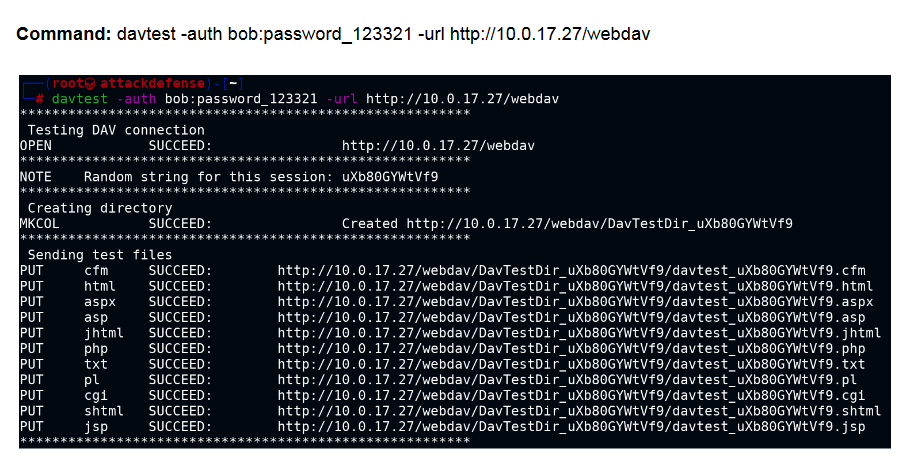 Command: davtest -auth bob:password_123321 -url http://10.0.17.27/webdav
(root💀attackdefense)-[~]
# davtest -auth bob:password_123321 -url http://10.0.17.27/webdav
********************************************************
Testing DAV connection
OPEN SUCCEED: http://10.0.17.27/webdav
********************************************************
NOTE Random string for this session: uXb80GYWtVf9
********************************************************
Creating directory
MKCOL SUCCEED: Created http://10.0.17.27/webdav/DavTestDir_uXb80GYWtVf9
********************************************************
Sending test files
PUT cfm SUCCEED: http://10.0.17.27/webdav/DavTestDir_uXb80GYWtVf9/davtest_uXb80GYWtVf9.cfm
PUT html SUCCEED: http://10.0.17.27/webdav/DavTestDir_uXb80GYWtVf9/davtest_uXb80GYWtVf9.html
PUT aspx SUCCEED: http://10.0.17.27/webdav/DavTestDir_uXb80GYWtVf9/davtest_uXb80GYWtVf9.aspx
PUT asp SUCCEED: http://10.0.17.27/webdav/DavTestDir_uXb80GYWtVf9/davtest_uXb80GYWtVf9.asp
PUT jhtml SUCCEED: http://10.0.17.27/webdav/DavTestDir_uXb80GYWtVf9/davtest_uXb80GYWtVf9.jhtml
PUT php SUCCEED: http://10.0.17.27/webdav/DavTestDir_uXb80GYWtVf9/davtest_uXb80GYWtVf9.php
PUT txt SUCCEED: http://10.0.17.27/webdav/DavTestDir_uXb80GYWtVf9/davtest_uXb80GYWtVf9.txt
PUT pl SUCCEED: http://10.0.17.27/webdav/DavTestDir_uXb80GYWtVf9/davtest_uXb80GYWtVf9.pl
PUT cgi SUCCEED: http://10.0.17.27/webdav/DavTestDir_uXb80GYWtVf9/davtest_uXb80GYWtVf9.cgi
PUT shtml SUCCEED: http://10.0.17.27/webdav/DavTestDir_uXb80GYWtVf9/davtest_uXb80GYWtVf9.shtml
PUT jsp SUCCEED: http://10.0.17.27/webdav/DavTestDir_uXb80GYWtVf9/davtest_uXb80GYWtVf9.jsp
********************************************************